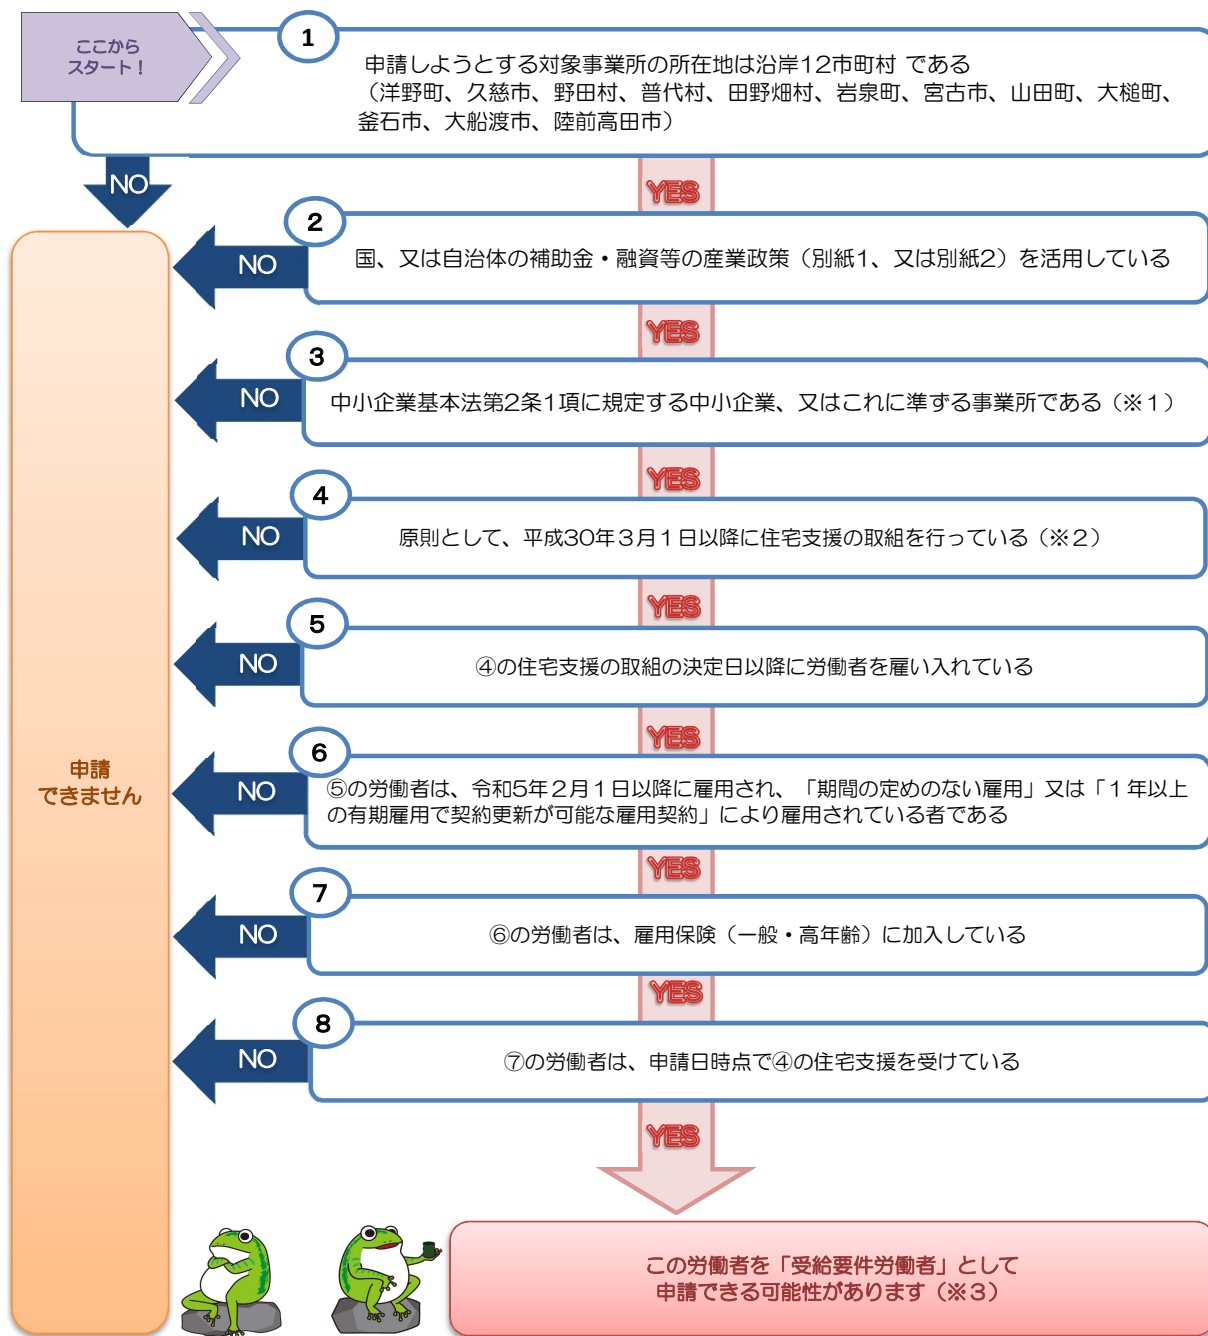 ここから
スタート！
1
申請しようとする対象事業所の所在地は沿岸12市町村 である
（洋野町、久慈市、野田村、普代村、田野畑村、岩泉町、宮古市、山田町、大槌町、
釜石市、大船渡市、陸前高田市）
NO
YES
2
NO
国、又は自治体の補助金・融資等の産業政策（別紙1、又は別紙2）を活用している
YES
3
NO
中小企業基本法第2条1項に規定する中小企業、又はこれに準ずる事業所である（※１）
YES
4
NO
原則として、平成30年３月１日以降に住宅支援の取組を行っている（※２）
YES
5
NO
④の住宅支援の取組の決定日以降に労働者を雇い入れている
YES
6
NO
⑤の労働者は、令和5年２月１日以降に雇用され、「期間の定めのない雇用」又は「１年以上
の有期雇用で契約更新が可能な雇用契約」により雇用されている者である
YES
7
NO
⑥の労働者は、雇用保険（一般・高年齢）に加入している
YES
8
NO
⑦の労働者は、申請日時点で④の住宅支援を受けている
YES
申請
できません
この労働者を「受給要件労働者」として
申請できる可能性があります（※３）